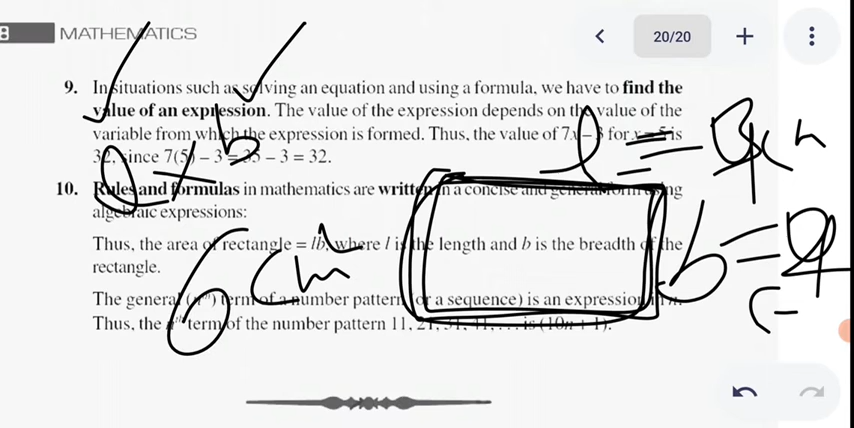 8 MATHEMATICS
20/20
9. In situations such as solving an equation and using a formula, we have to find the
value of an expression. The value of the expression depends on the value of the
variable from which the expression is formed. Thus, the value of 7x – 3 for x = 5 is
32, since 7(5) – 3 = 35 – 3 = 32.
10. Rules and formulas in mathematics are written in a concise and general form using
algebraic expressions:
Thus, the area of rectangle = lb, where l is the length and b is the breadth of the
rectangle.
The general (nth) term of a number pattern (or a sequence) is an expression in n.
Thus, the nth term of the number pattern 11, 21, 31, 41, . . . is (10n + 1).
l =
b = 2
6 cm²